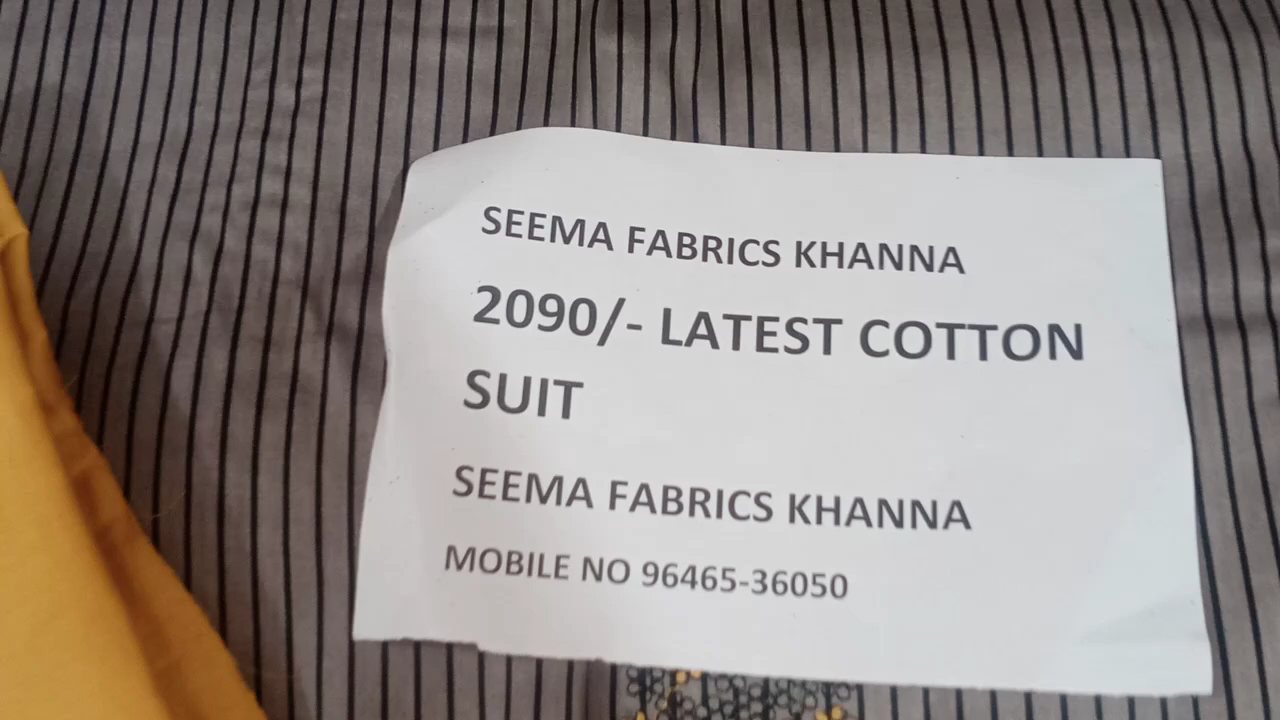 SEEMA FABRICS KHANNA
2090/- LATEST COTTON
SUIT
SEEMA FABRICS KHANNA
MOBILE NO 96465-36050